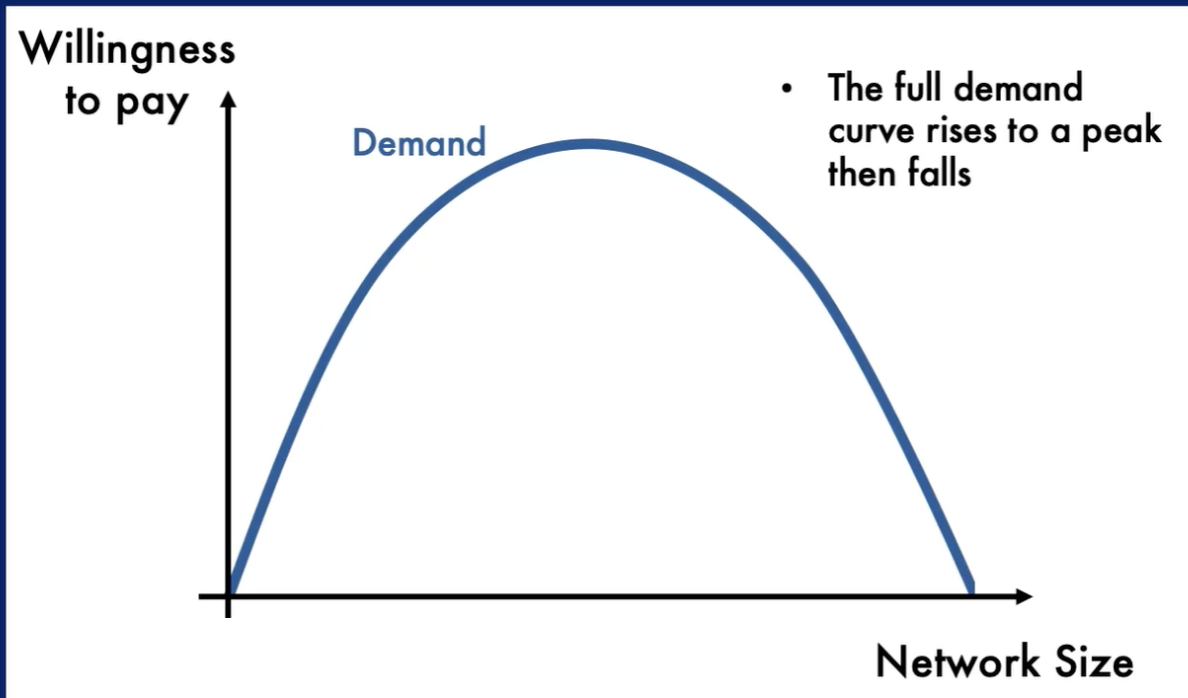 Willingness
to pay
Demand
• The full demand
curve rises to a peak
then falls
Network Size